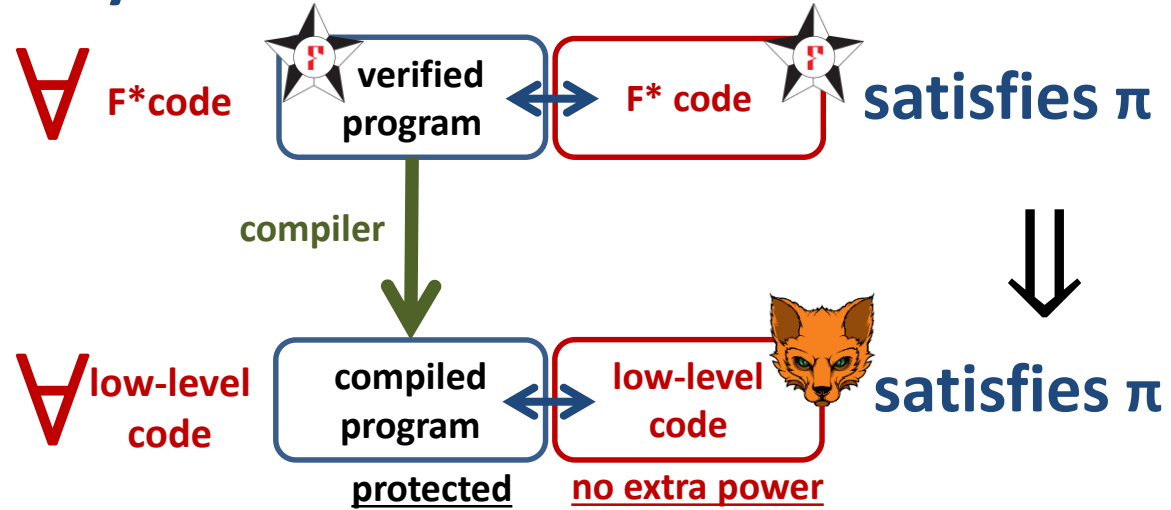 ∀ F*code
verified
program
F* code
satisfies π
compiler
⇓
∀ low-level
code
compiled
program
low-level
code
satisfies π
protected
no extra power